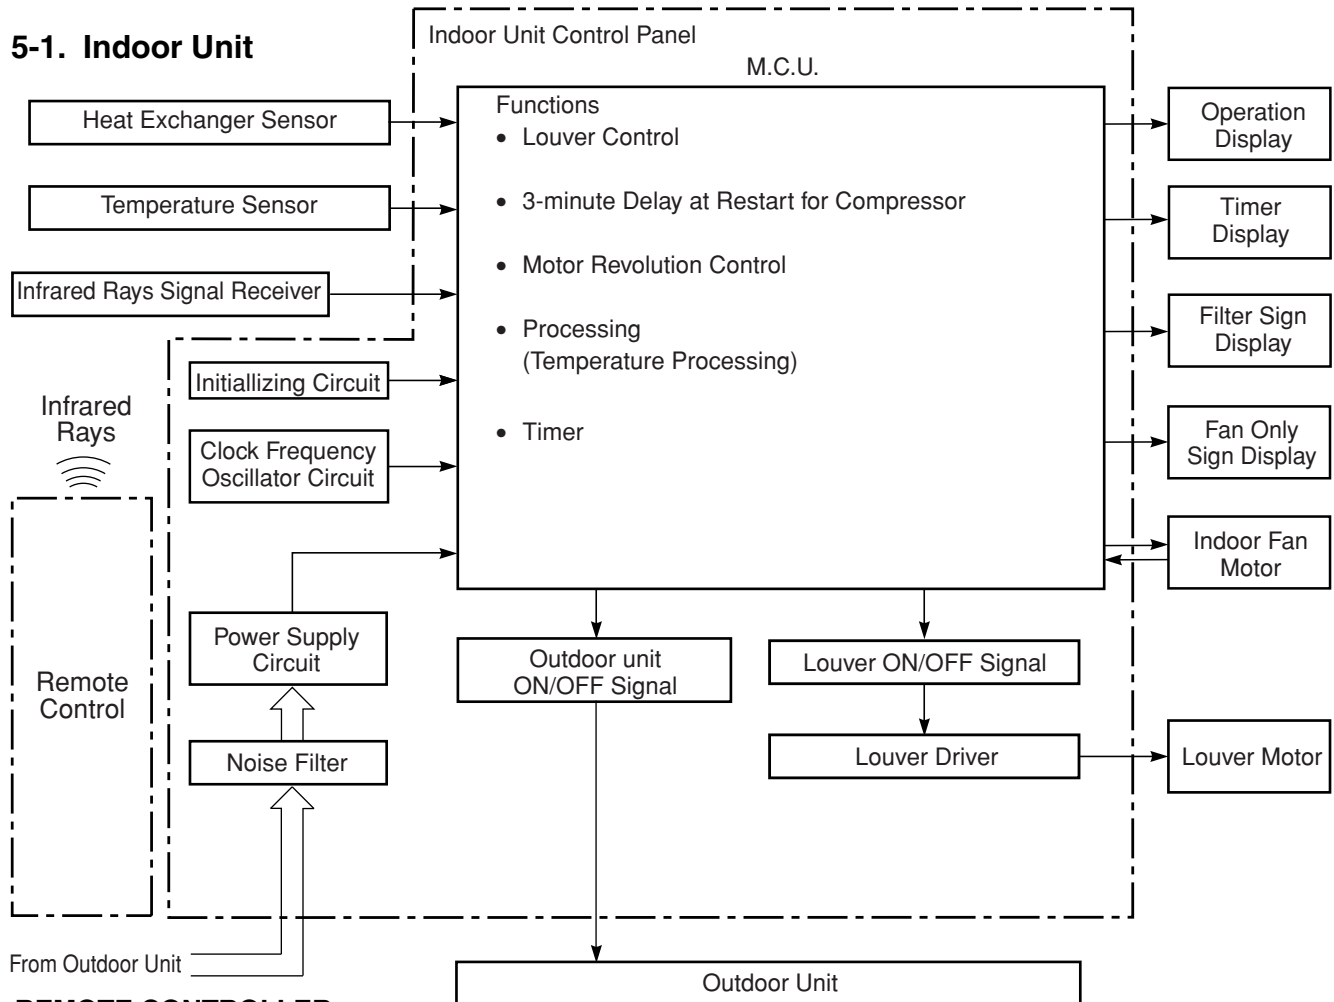 5-1. Indoor Unit
Indoor Unit Control Panel
M.C.U.
Heat Exchanger Sensor
Temperature Sensor
Infrared Rays Signal Receiver
Initiallizing Circuit
Clock Frequency
Oscillator Circuit
Infrared
Rays
Remote
Control
Power Supply
Circuit
Noise Filter
From Outdoor Unit
Functions
• Louver Control
• 3-minute Delay at Restart for Compressor
• Motor Revolution Control
• Processing
(Temperature Processing)
• Timer
Outdoor unit
ON/OFF Signal
Louver ON/OFF Signal
Louver Driver
Operation
Display
Timer
Display
Filter Sign
Display
Fan Only
Sign Display
Indoor Fan
Motor
Louver Motor
Outdoor Unit
REMOTE CONTROLLER